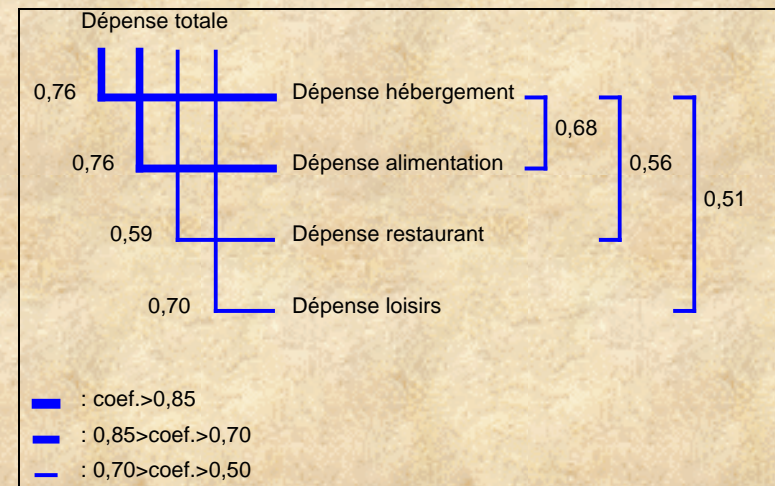 Dépense totale
0,76 Dépense hébergement
0,68
0,76 Dépense alimentation 0,56
0,51
0,59 Dépense restaurant
0,70 Dépense loisirs
: coef.>0,85
: 0,85>coef.>0,70
: 0,70>coef.>0,50